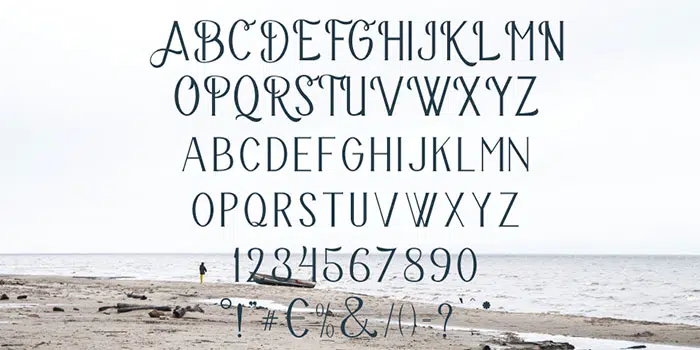 ABCDEFGHIJKLMN
OPQRSTUVWXYZ
ABCDEFGHIJKLMN
OPQRSTUVWXYZ
1234567890
°!"#€%&/()=?`*